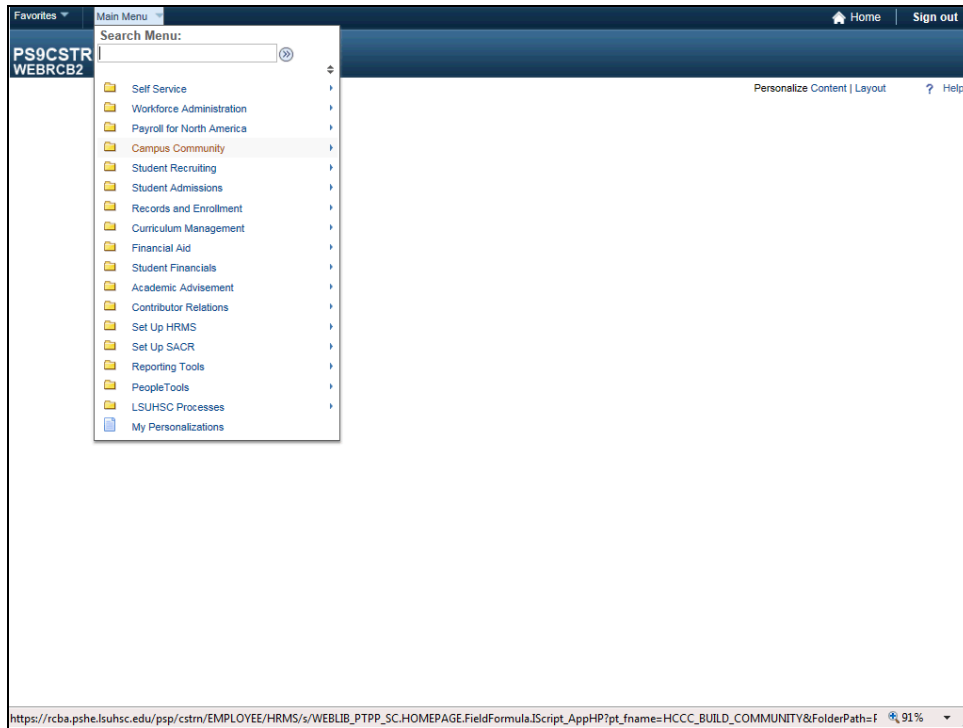 Favorites Main Menu Home Sign out
Search Menu:
PS9CSTR
WEBRCB2
Personalize Content | Layout ? Help
Self Service
Workforce Administration
Payroll for North America
Campus Community
Student Recruiting
Student Admissions
Records and Enrollment
Curriculum Management
Financial Aid
Student Financials
Academic Advisement
Contributor Relations
Set Up HRMS
Set Up SACR
Reporting Tools
PeopleTools
LSUHSC Processes
My Personalizations
https://rcba.pshe.lsuhsc.edu/psp/cstrn/EMPLOYEE/HRMS/s/WEBLIB_PTPP_SC.HOMEPAGE.FieldFormula.IScript_AppHP?pt_fname=HCCC_BUILD_COMMUNITY&FolderPath=F 91%